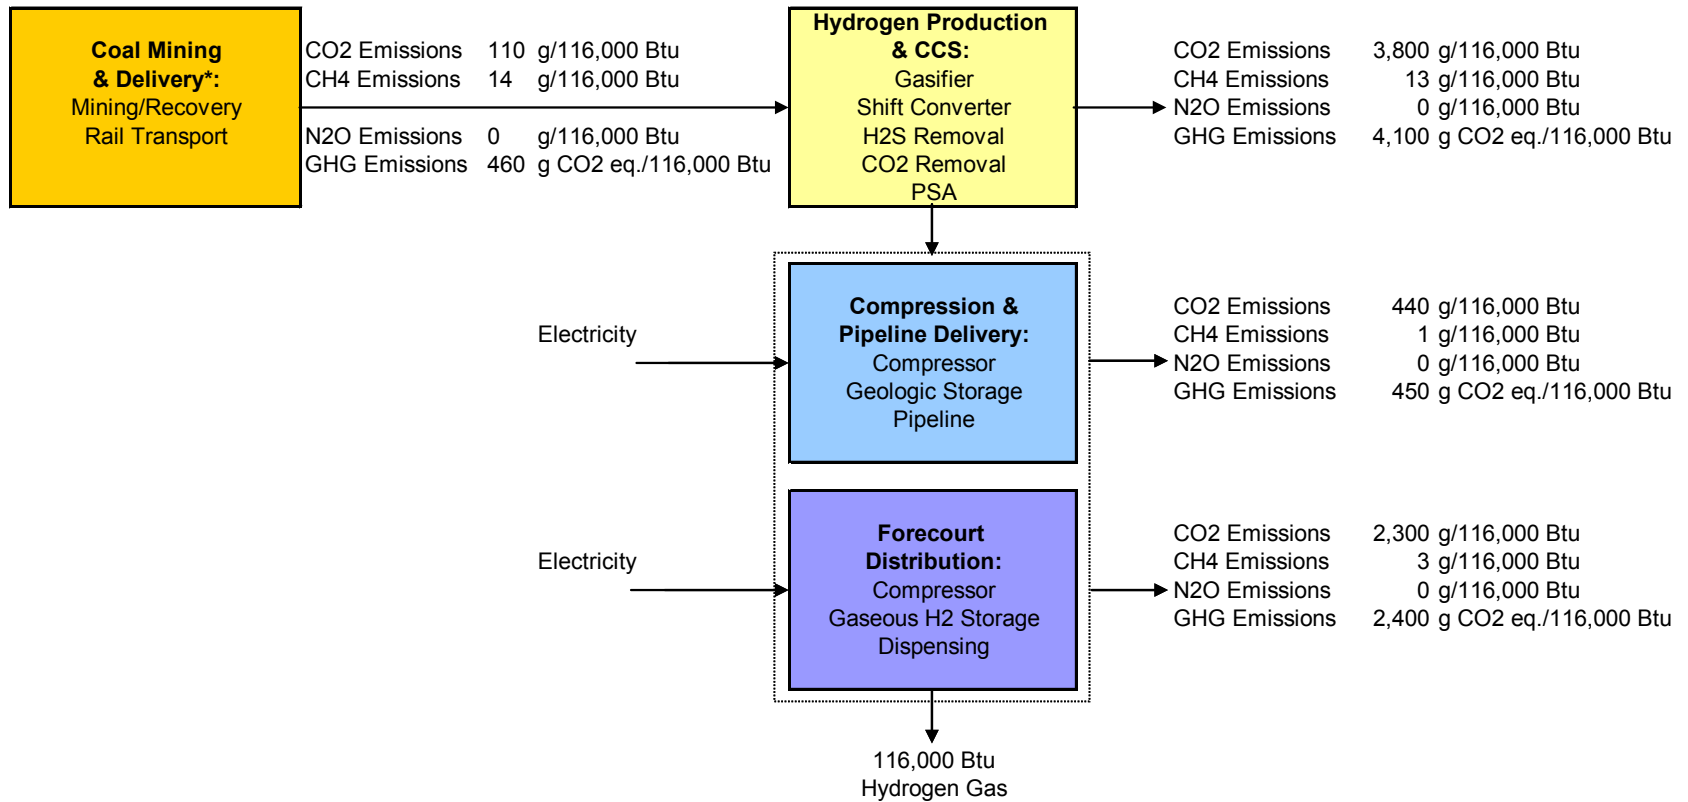 Coal Mining
& Delivery*:
Mining/Recovery
Rail Transport
CO2 Emissions 110 g/116,000 Btu
CH4 Emissions 14 g/116,000 Btu
N2O Emissions 0 g/116,000 Btu
GHG Emissions 460 g CO2 eq./116,000 Btu
Hydrogen Production
& CCS:
Gasifier
Shift Converter
H2S Removal
CO2 Removal
PSA
CO2 Emissions 3,800 g/116,000 Btu
CH4 Emissions 13 g/116,000 Btu
N2O Emissions 0 g/116,000 Btu
GHG Emissions 4,100 g CO2 eq./116,000 Btu
Electricity
Compression &
Pipeline Delivery:
Compressor
Geologic Storage
Pipeline
CO2 Emissions 440 g/116,000 Btu
CH4 Emissions 1 g/116,000 Btu
N2O Emissions 0 g/116,000 Btu
GHG Emissions 450 g CO2 eq./116,000 Btu
Electricity
Forecourt
Distribution:
Compressor
Gaseous H2 Storage
Dispensing
CO2 Emissions 2,300 g/116,000 Btu
CH4 Emissions 3 g/116,000 Btu
N2O Emissions 0 g/116,000 Btu
GHG Emissions 2,400 g CO2 eq./116,000 Btu
116,000 Btu
Hydrogen Gas